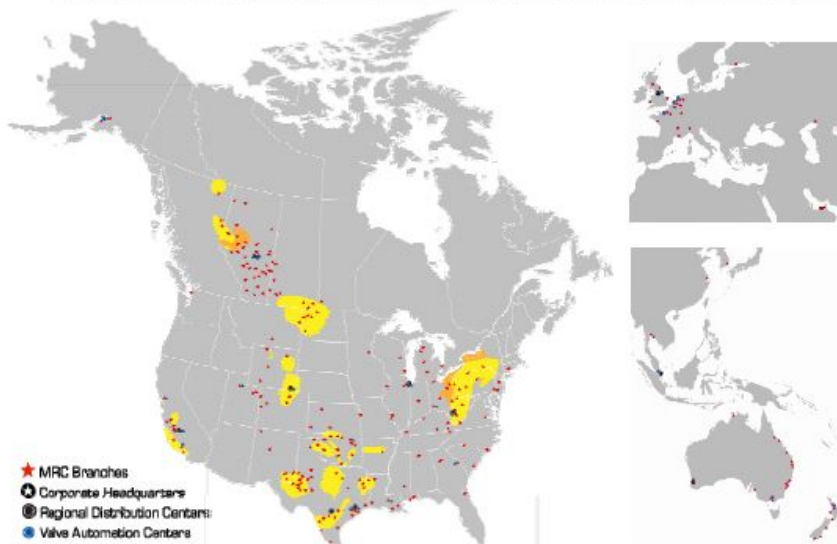 MRC Branches
Corporate Headquarters
Regional Distribution Centers
Valve Automation Centers